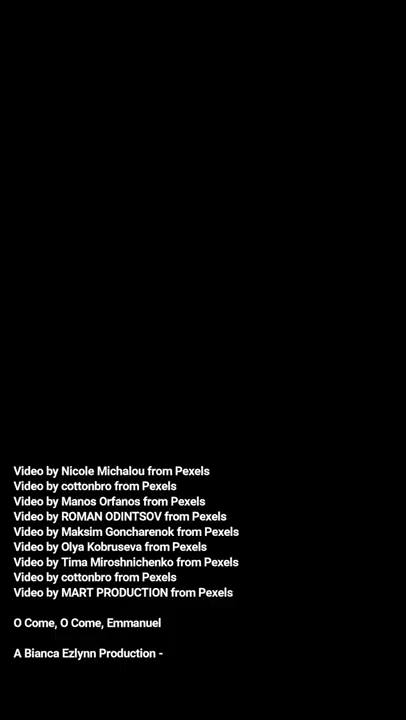 Video by Nicole Michalou from Pexels
Video by cottonbro from Pexels
Video by Manos Orfanos from Pexels
Video by ROMAN ODINTSOV from Pexels
Video by Maksim Goncharenok from Pexels
Video by Olya Kobruseva from Pexels
Video by Tima Miroshnichenko from Pexels
Video by cottonbro from Pexels
Video by MART PRODUCTION from Pexels
O Come, O Come, Emmanuel
A Bianca Ezlynn Production -